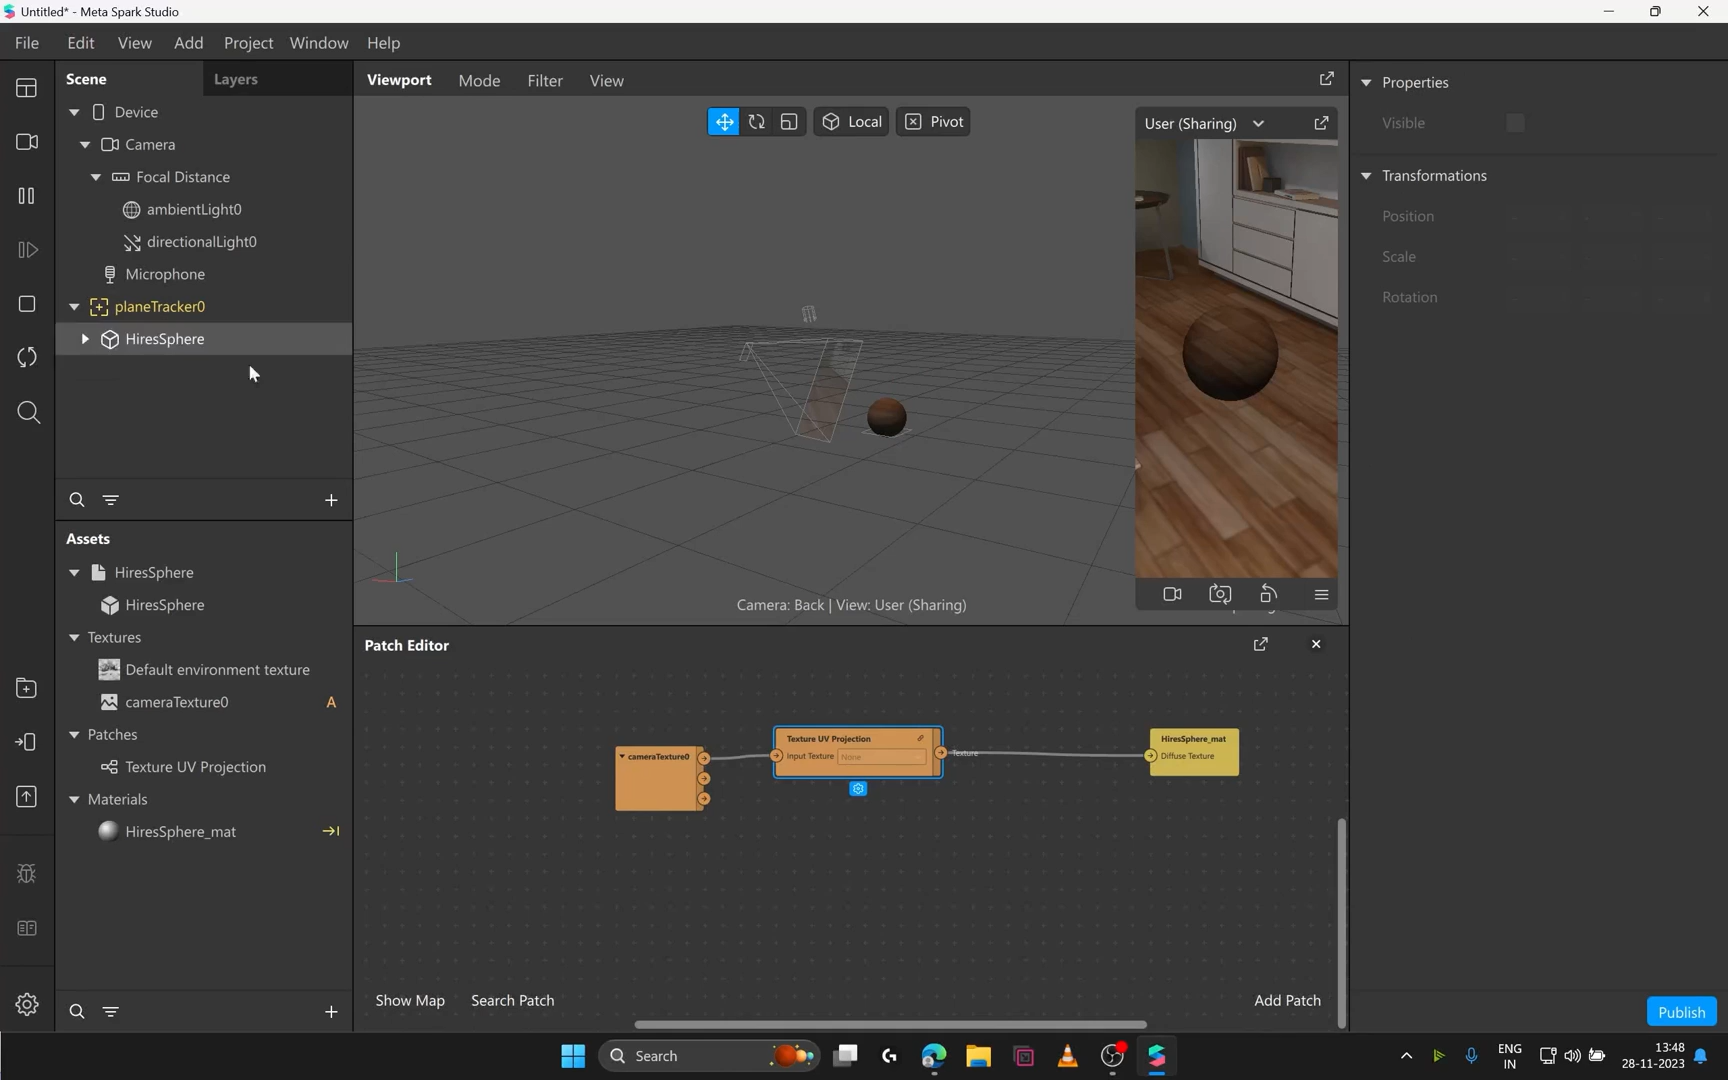 Untitled* - Meta Spark Studio
File Edit View Add Project Window Help
Scene Layers
Device
Camera
Focal Distance
ambientLight0
directionalLight0
Microphone
planeTracker0
HiresSphere
Assets
HiresSphere
HiresSphere
Textures
Default environment texture
cameraTexture0 A
Patches
Texture UV Projection
Materials
HiresSphere_mat
Viewport Mode Filter View
Local Pivot
User (Sharing)
Camera: Back | View: User (Sharing)
Patch Editor
cameraTexture0
Texture UV Projection
Input Texture None
Texture
HiresSphere_mat
Diffuse Texture
Show Map Search Patch Add Patch
Properties
Visible
Transformations
Position
Scale
Rotation
Publish
Search
ENG
IN
13:48
28-11-2023